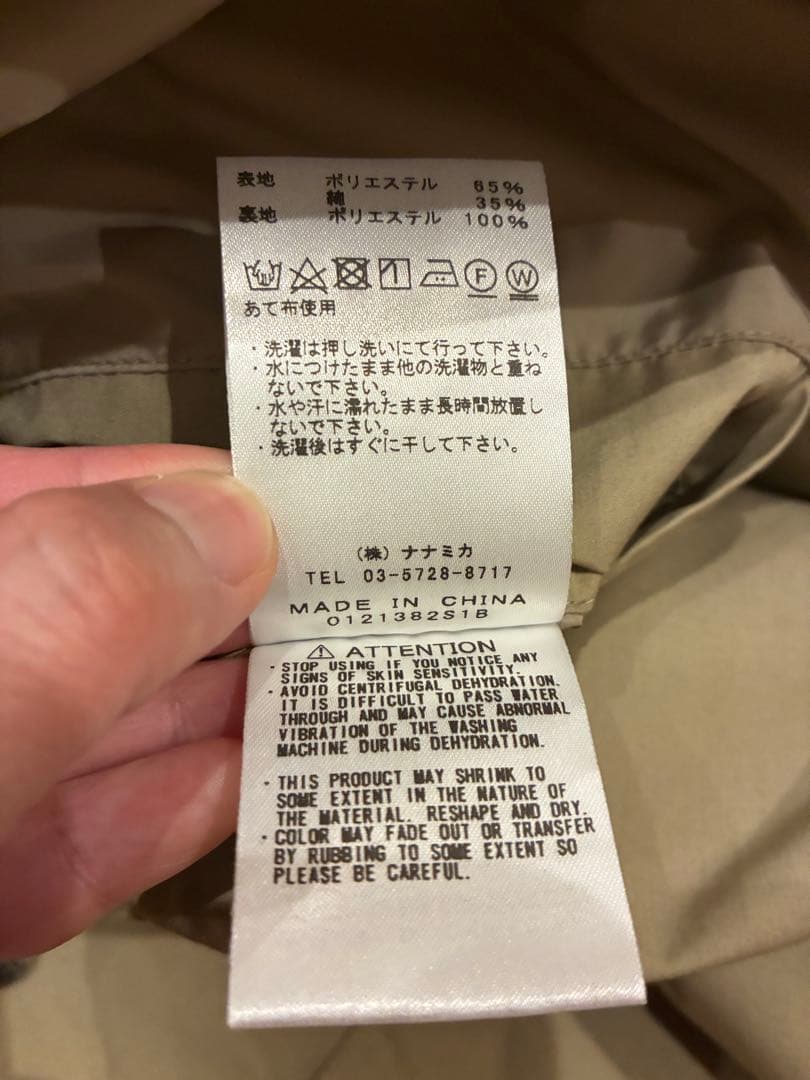 表地 ポリエステル 65%
綿 35%
裏地 ポリエステル 100%
F W
あて布使用
・洗濯は押し洗いにて行って下さい。
・水につけたまま他の洗濯物と重ね
ないで下さい。
・水や汗に濡れたまま長時間放置し
ないで下さい。
・洗濯後はすぐに干して下さい。
(株) ナナミカ
TEL 03-5728-8717
MADE IN CHINA
0121382S1B
⚠ ATTENTION
・STOP USING IF YOU NOTICE ANY
SIGNS OF SKIN SENSITIVITY.
・AVOID CENTRIFUGAL DEHYDRATION.
IT IS DIFFICULT TO PASS WATER
THROUGH AND MAY CAUSE ABNORMAL
VIBRATION OF THE WASHING
MACHINE DURING DEHYDRATION.
・THIS PRODUCT MAY SHRINK TO
SOME EXTENT IN THE NATURE OF
THE MATERIAL. RESHAPE AND DRY.
・COLOR MAY FADE OUT OR TRANSFER
BY RUBBING TO SOME EXTENT SO
PLEASE BE CAREFUL.